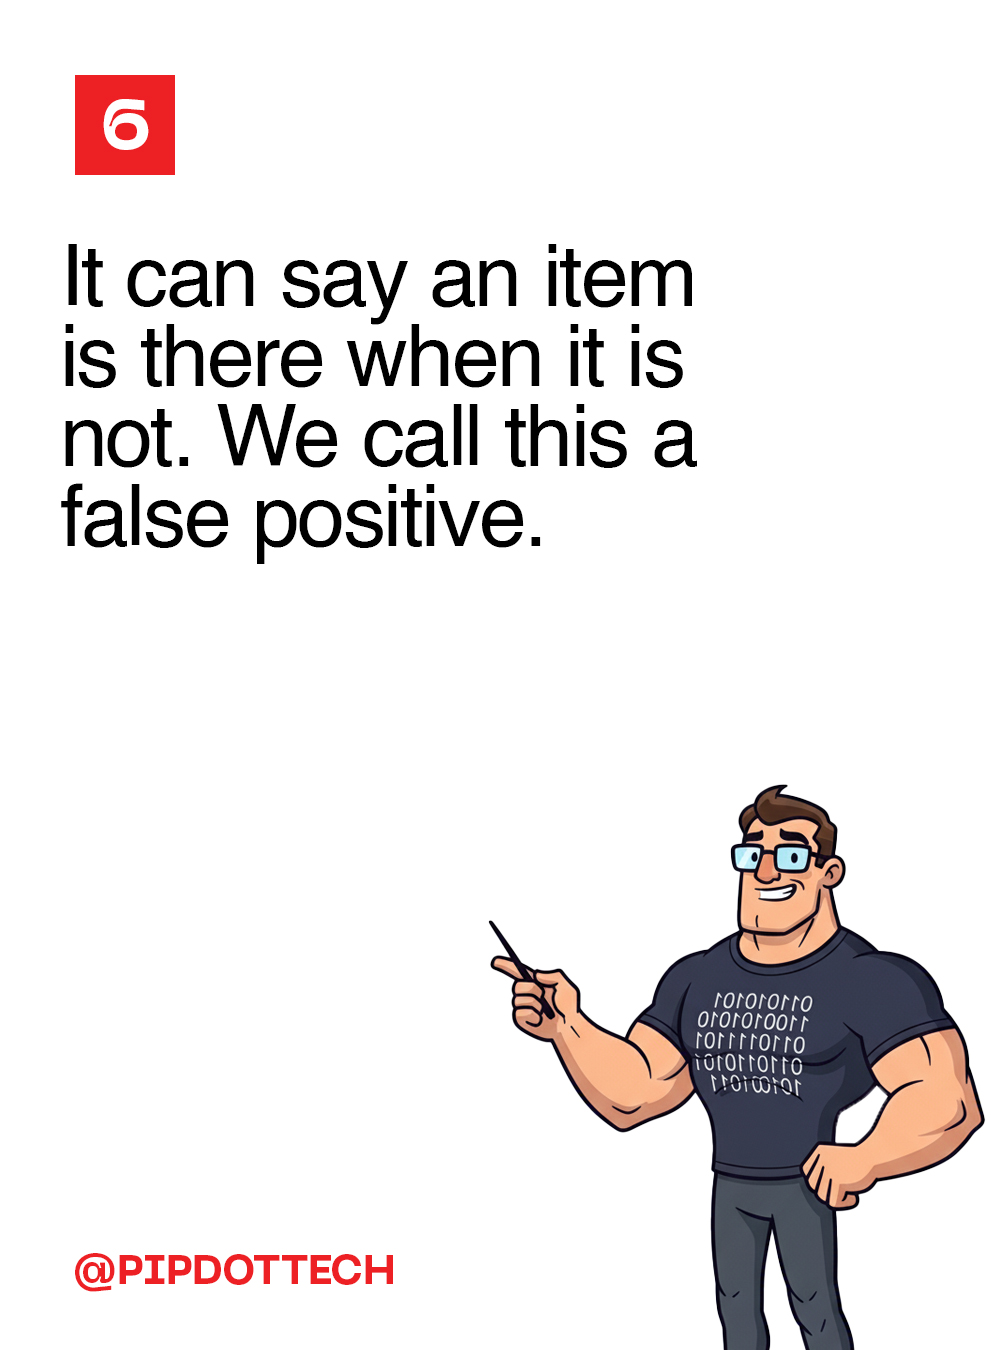 6
It can say an item
is there when it is
not. We call this a
false positive.
@PIPDOTTECH